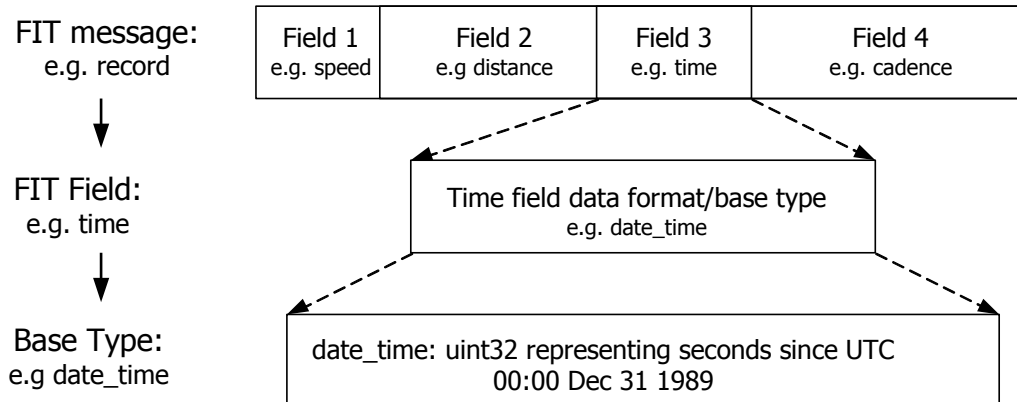 FIT message:
e.g. record
Field 1
e.g. speed
Field 2
e.g distance
Field 3
e.g. time
Field 4
e.g. cadence
FIT Field:
e.g. time
Time field data format/base type
e.g. date_time
Base Type:
e.g date_time
date_time: uint32 representing seconds since UTC
00:00 Dec 31 1989